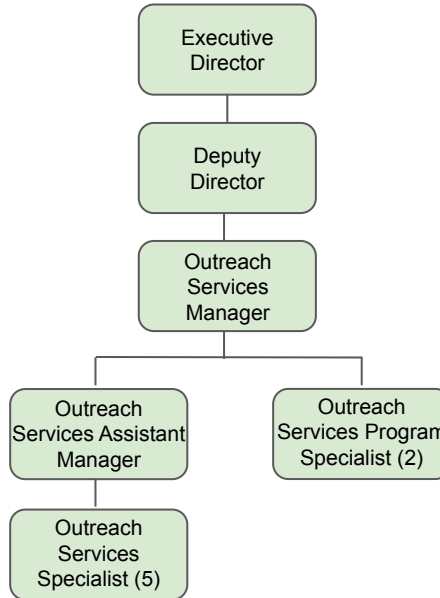 Executive
Director
Deputy
Director
Outreach
Services
Manager
Outreach
Services Assistant
Manager
Outreach
Services Program
Specialist (2)
Outreach
Services
Specialist (5)